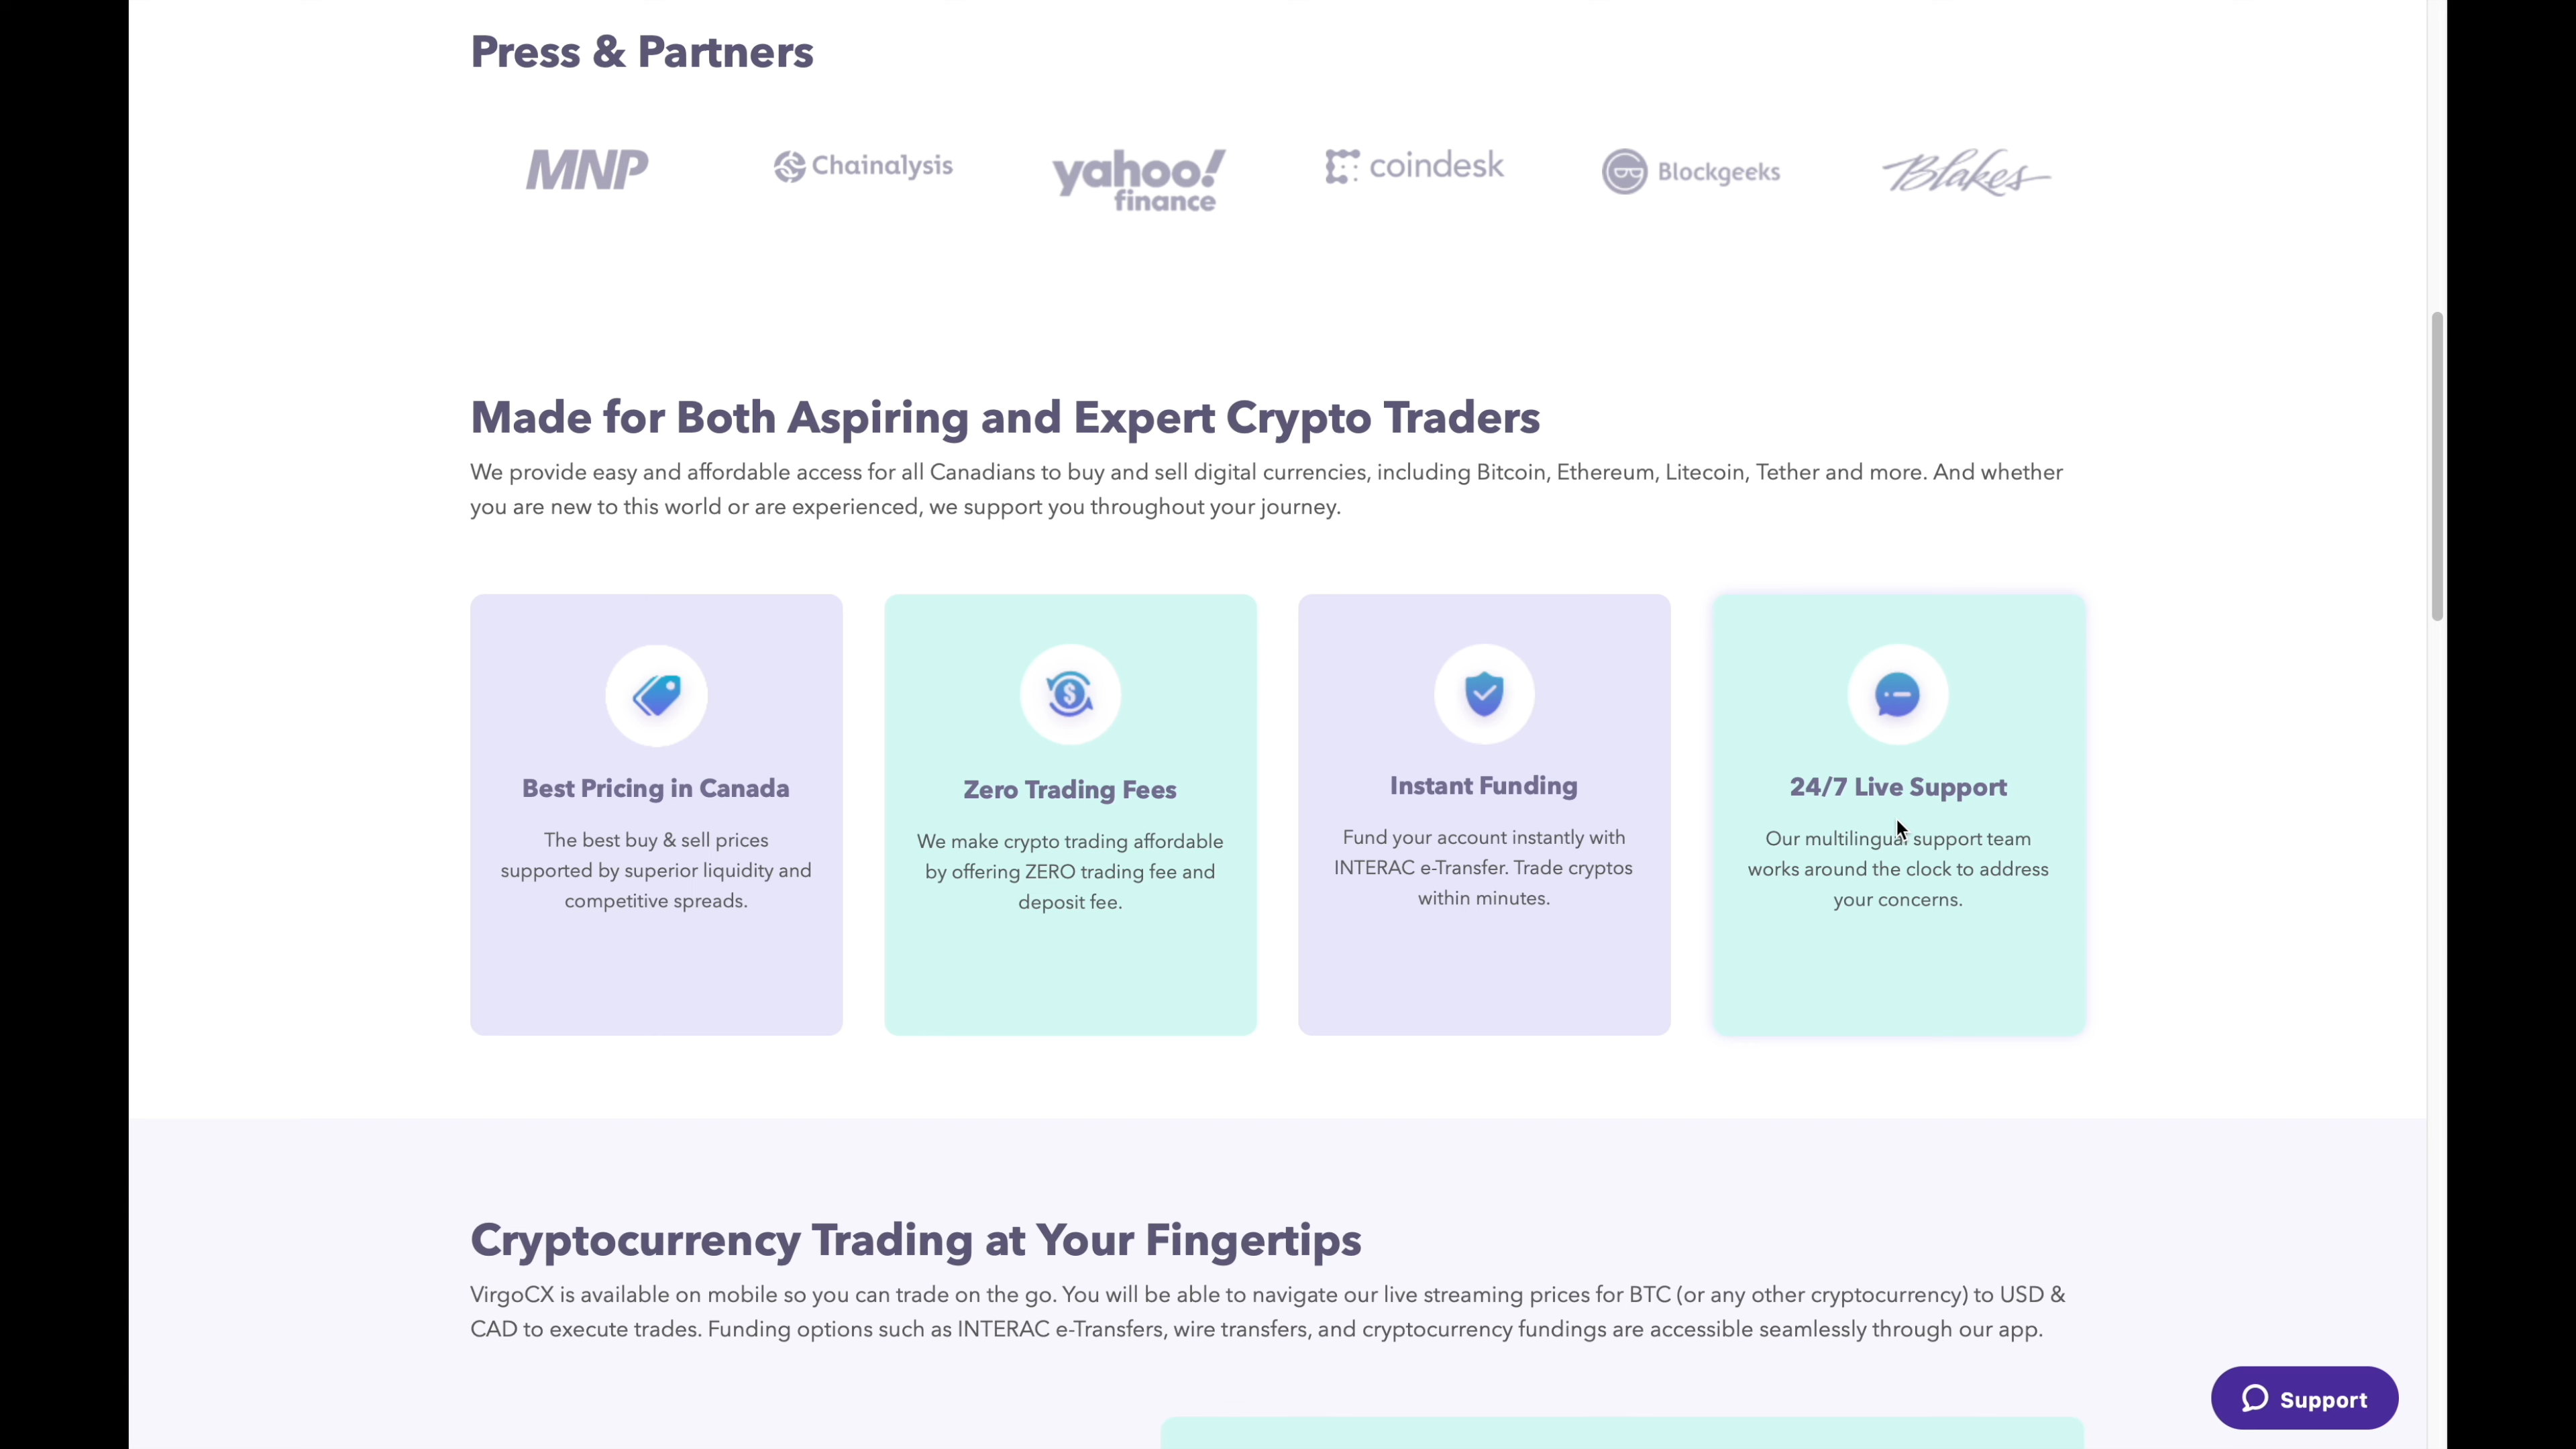 Press & Partners
MNP
Chainalysis
yahoo!
finance
coindesk
Blockgeeks
Blakes
Made for Both Aspiring and Expert Crypto Traders
We provide easy and affordable access for all Canadians to buy and sell digital currencies, including Bitcoin, Ethereum, Litecoin, Tether and more. And whether
you are new to this world or are experienced, we support you throughout your journey.
Best Pricing in Canada
The best buy & sell prices
supported by superior liquidity and
competitive spreads.
Zero Trading Fees
We make crypto trading affordable
by offering ZERO trading fee and
deposit fee.
Instant Funding
Fund your account instantly with
INTERAC e-Transfer. Trade cryptos
within minutes.
24/7 Live Support
Our multilingual support team
works around the clock to address
your concerns.
Cryptocurrency Trading at Your Fingertips
VirgoCX is available on mobile so you can trade on the go. You will be able to navigate our live streaming prices for BTC (or any other cryptocurrency) to USD &
CAD to execute trades. Funding options such as INTERAC e-Transfers, wire transfers, and cryptocurrency fundings are accessible seamlessly through our app.
Support